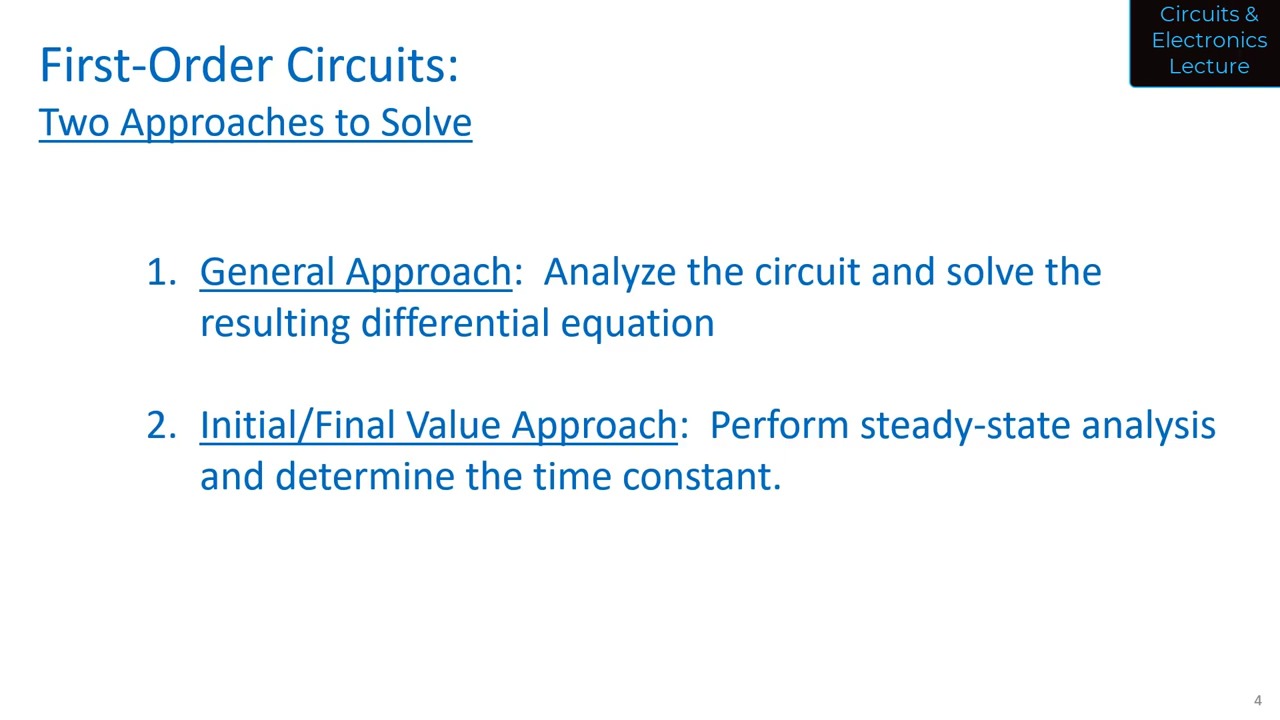 Circuits &
Electronics
Lecture
First-Order Circuits:
Two Approaches to Solve
1. General Approach:  Analyze the circuit and solve the
resulting differential equation
2. Initial/Final Value Approach:  Perform steady-state analysis
and determine the time constant.
4